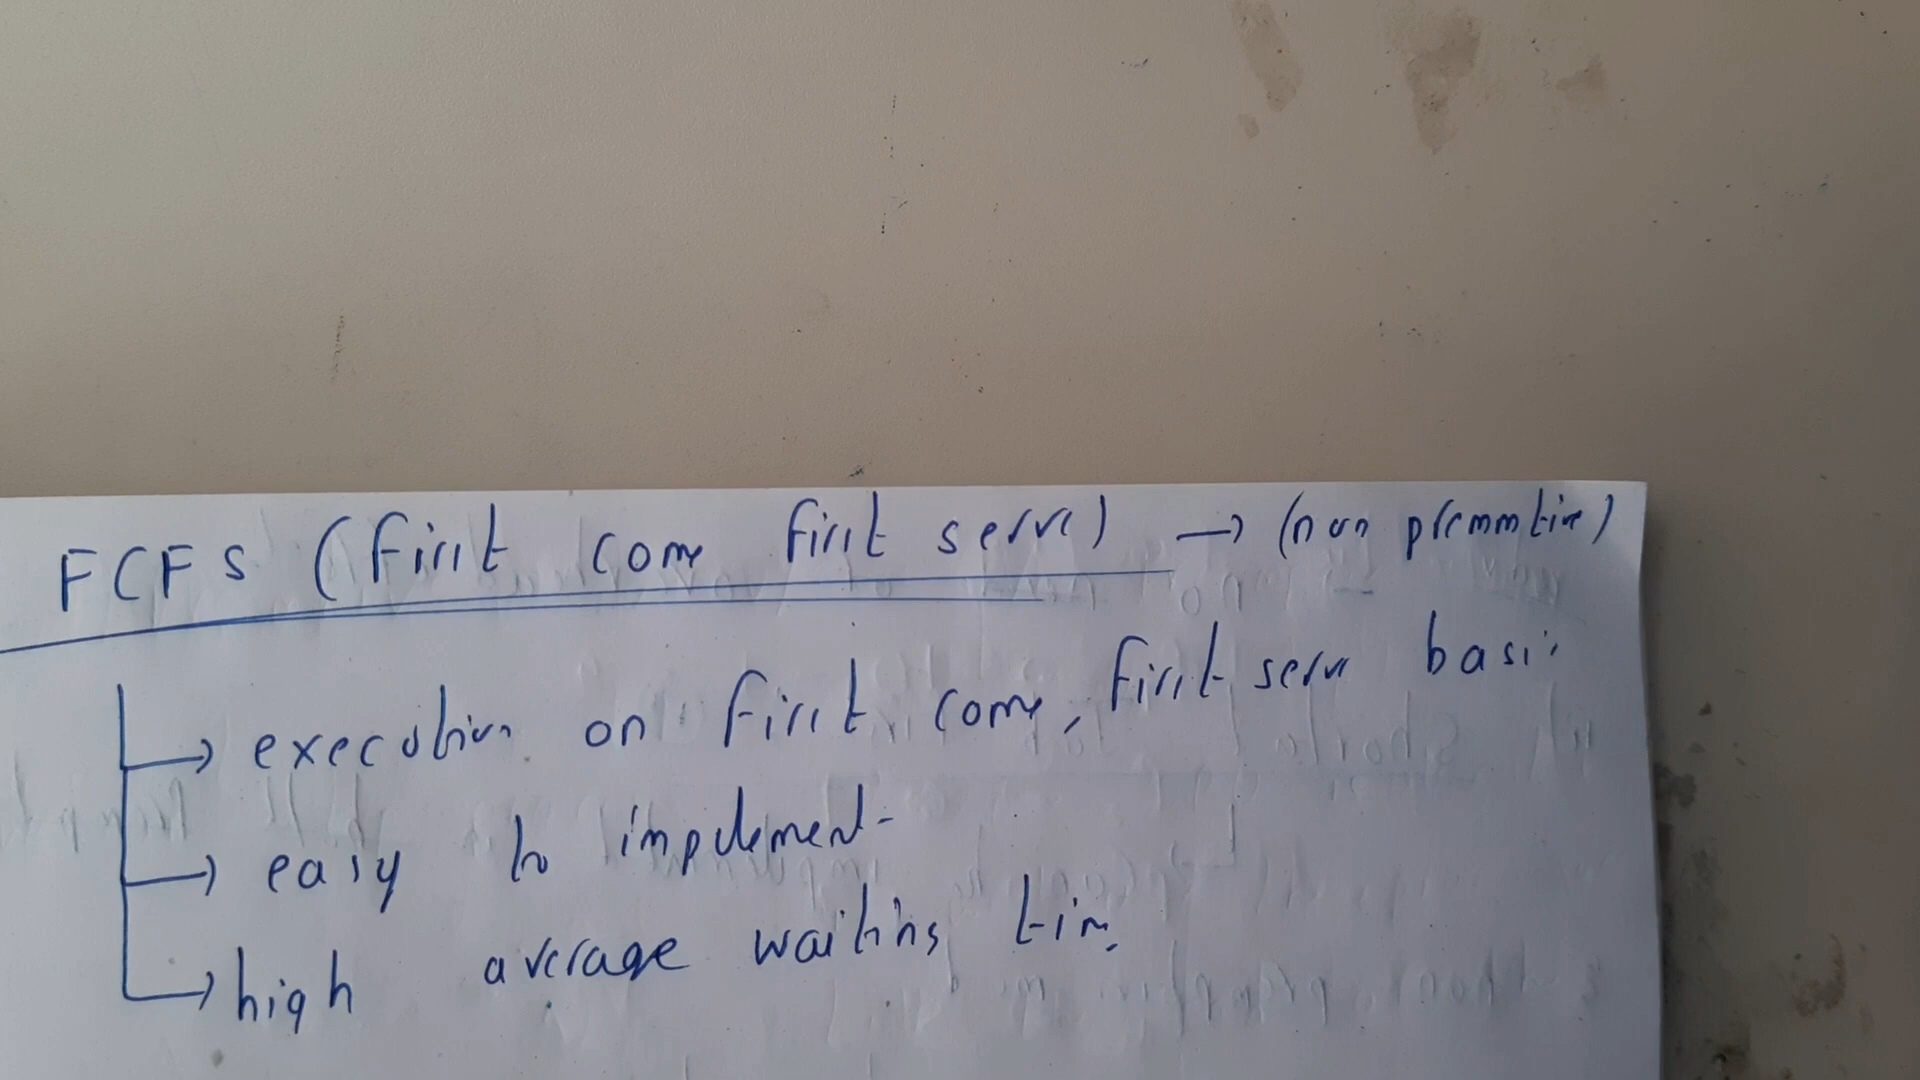 FCFS (first come first serve) → (non premmtive)
→ execution on first come, first serve basis
→ easy to implement-
→ high average waiting time